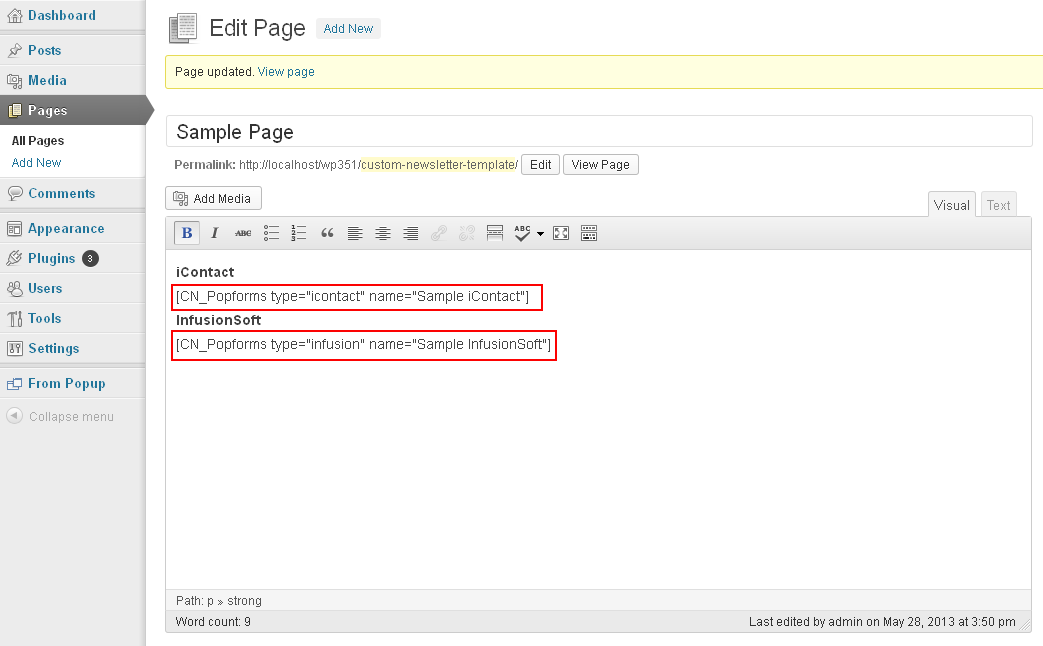 Dashboard
Posts
Media
Pages
All Pages
Add New
Comments
Appearance
Plugins 3
Users
Tools
Settings
From Popup
Collapse menu
Edit Page Add New
Page updated. View page
Sample Page
Permalink: http://localhost/wp351/custom-newsletter-template/ Edit View Page
Add Media
Visual Text
B I ABC “ ABC
iContact
[CN_Popforms type="icontact" name="Sample iContact"]
InfusionSoft
[CN_Popforms type="infusion" name="Sample InfusionSoft"]
Path: p » strong
Word count: 9 Last edited by admin on May 28, 2013 at 3:50 pm